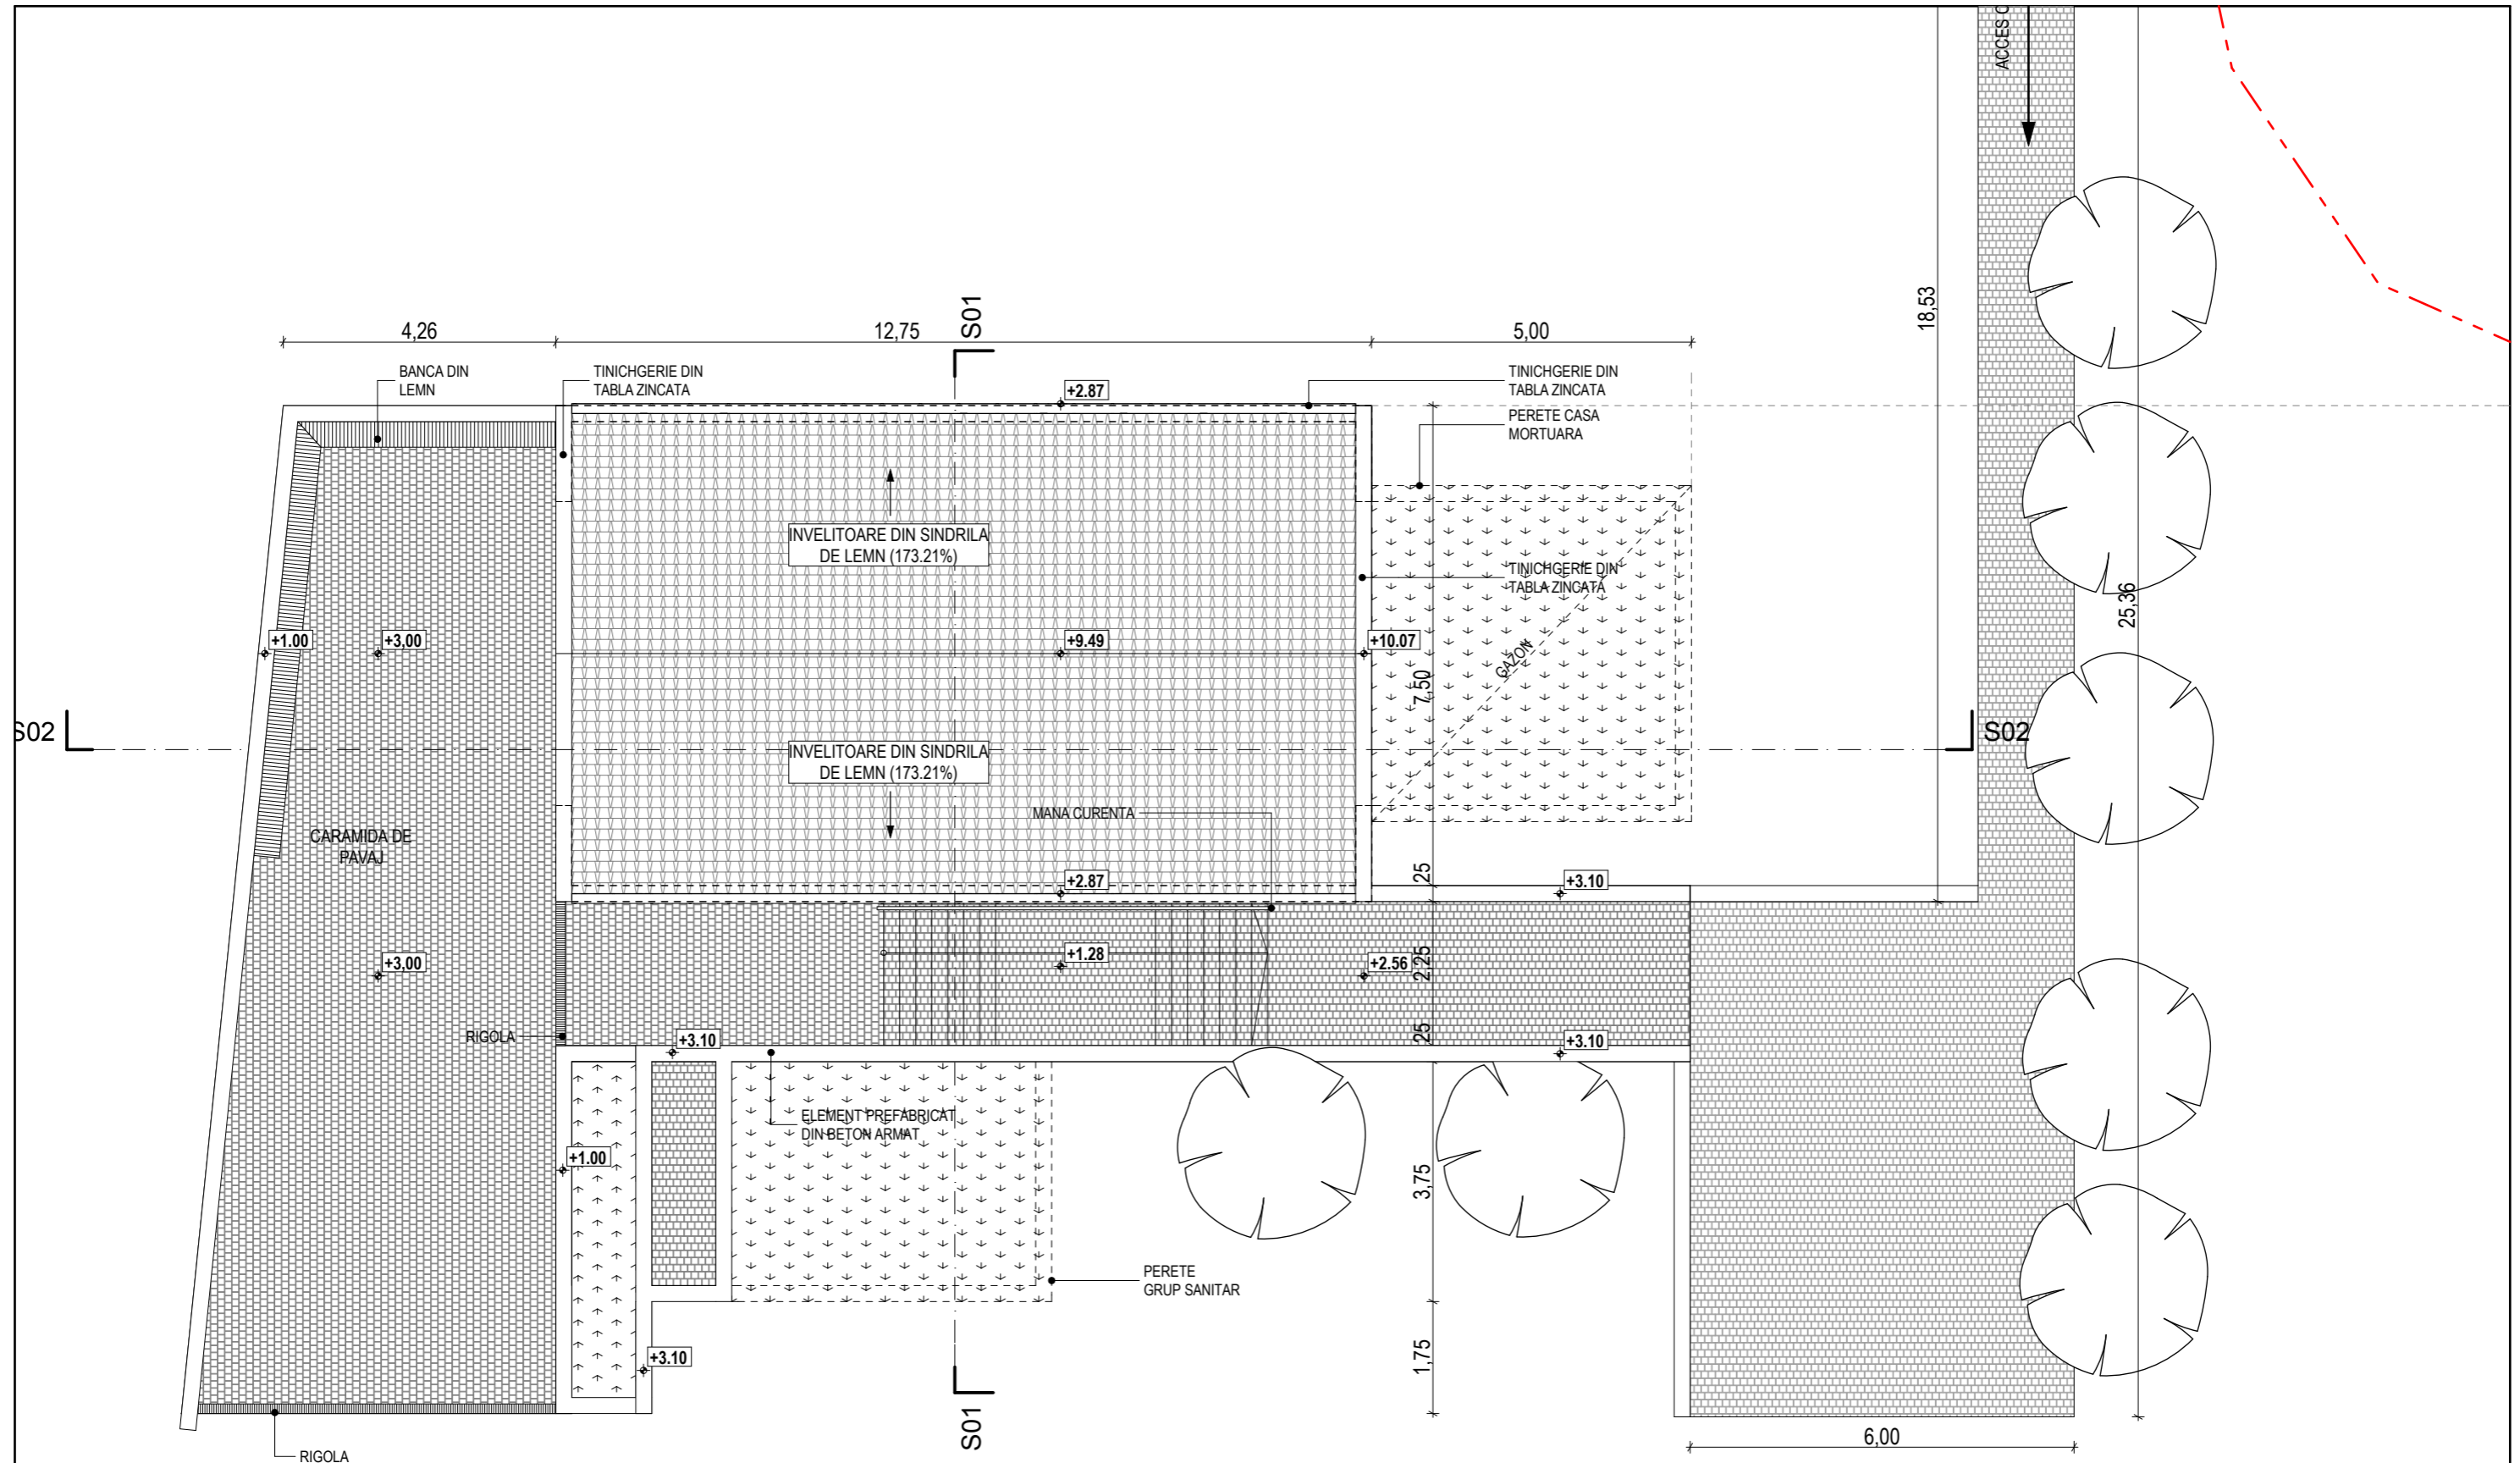 ACCES
18,53
S01
4,26
12,75
5,00
BANCA DIN
LEMN
TINICHGERIE DIN
TABLA ZINCATA
+2.87
TINICHGERIE DIN
TABLA ZINCATA
PERETE CASA
MORTUARA
INVELITOARE DIN SINDRILA
DE LEMN (173.21%)
TINICHGERIE DIN
TABLA ZINCATA
25,36
+1.00
+3,00
+9.49
+10.07
GAZON
7,50
S02
S02
INVELITOARE DIN SINDRILA
DE LEMN (173.21%)
MANA CURENTA
CARAMIDA DE
PAVAJ
+2.87
25
+3.10
+3,00
+1.28
+2.56
2,25
RIGOLA
+3.10
25
+3.10
ELEMENT PREFABRICAT
DIN BETON ARMAT
+1.00
3,75
PERETE
GRUP SANITAR
+3.10
1,75
S01
6,00
RIGOLA